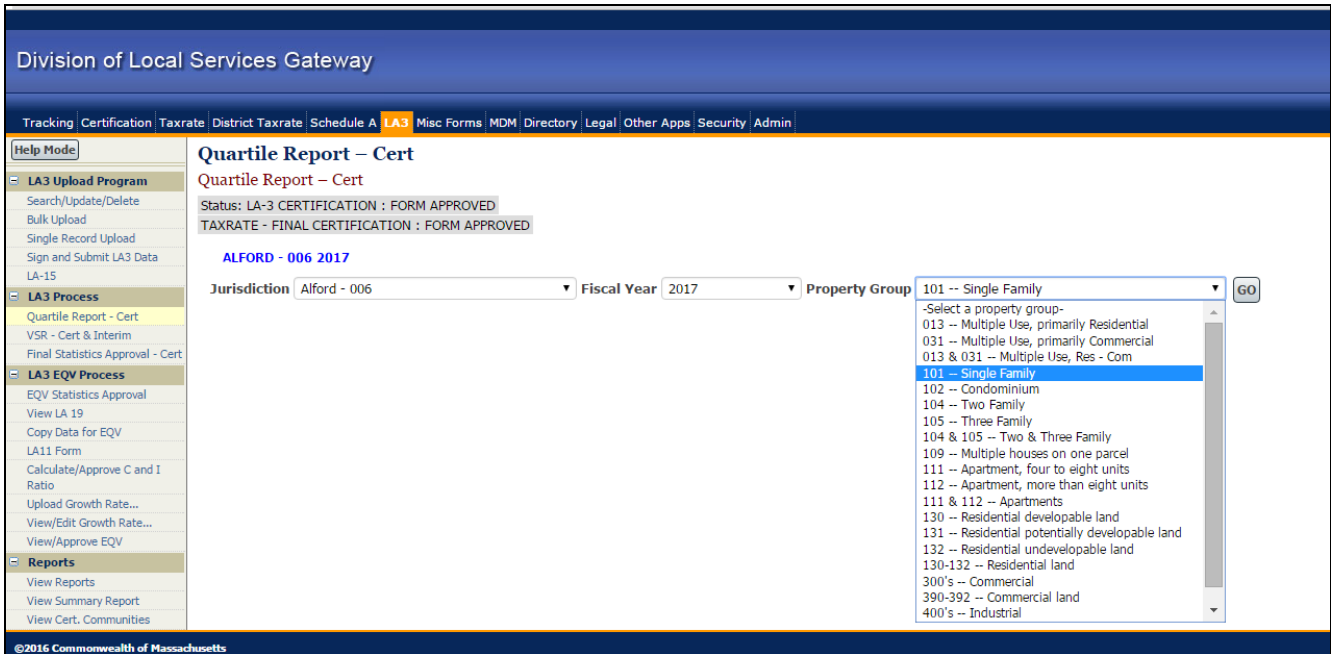 Division of Local Services Gateway
Tracking Certification Taxrate District Taxrate Schedule A LA3 Misc Forms MDM Directory Legal Other Apps Security Admin
Help Mode
LA3 Upload Program
Search/Update/Delete
Bulk Upload
Single Record Upload
Sign and Submit LA3 Data
LA-15
LA3 Process
Quartile Report - Cert
VSR - Cert & Interim
Final Statistics Approval - Cert
LA3 EQV Process
EQV Statistics Approval
View LA 19
Copy Data for EQV
LA11 Form
Calculate/Approve C and I
Ratio
Upload Growth Rate...
View/Edit Growth Rate...
View/Approve EQV
Reports
View Reports
View Summary Report
View Cert. Communities
Quartile Report – Cert
Quartile Report – Cert
Status: LA-3 CERTIFICATION : FORM APPROVED
TAXRATE - FINAL CERTIFICATION : FORM APPROVED
ALFORD - 006 2017
Jurisdiction Alford - 006 Fiscal Year 2017 Property Group 101 -- Single Family GO
-Select a property group-
013 -- Multiple Use, primarily Residential
031 -- Multiple Use, primarily Commercial
013 & 031 -- Multiple Use, Res - Com
101 -- Single Family
102 -- Condominium
104 -- Two Family
105 -- Three Family
104 & 105 -- Two & Three Family
109 -- Multiple houses on one parcel
111 -- Apartment, four to eight units
112 -- Apartment, more than eight units
111 & 112 -- Apartments
130 -- Residential developable land
131 -- Residential potentially developable land
132 -- Residential undevelopable land
130-132 -- Residential land
300's -- Commercial
390-392 -- Commercial land
400's -- Industrial
©2016 Commonwealth of Massachusetts